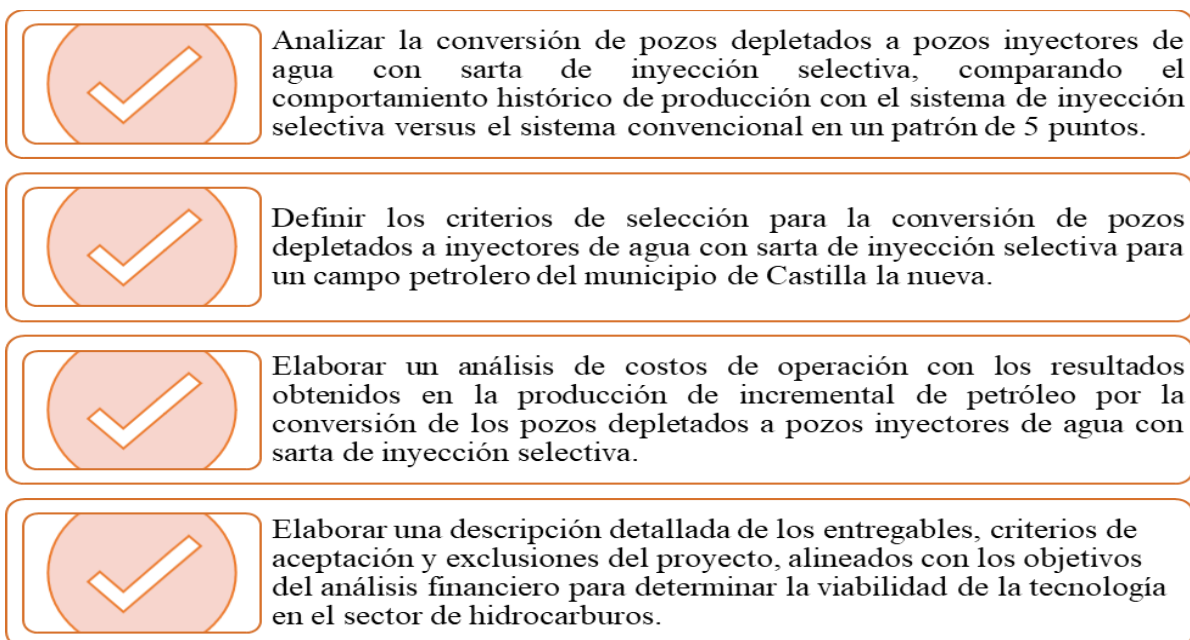 Analizar la conversión de pozos depletados a pozos inyectores de
agua con sarta de inyección selectiva, comparando el
comportamiento histórico de producción con el sistema de inyección
selectiva versus el sistema convencional en un patrón de 5 puntos.
Definir los criterios de selección para la conversión de pozos
depletados a inyectores de agua con sarta de inyección selectiva para
un campo petrolero del municipio de Castilla la nueva.
Elaborar un análisis de costos de operación con los resultados
obtenidos en la producción de incremental de petróleo por la
conversión de los pozos depletados a pozos inyectores de agua con
sarta de inyección selectiva.
Elaborar una descripción detallada de los entregables, criterios de
aceptación y exclusiones del proyecto, alineados con los objetivos
del análisis financiero para determinar la viabilidad de la tecnología
en el sector de hidrocarburos.